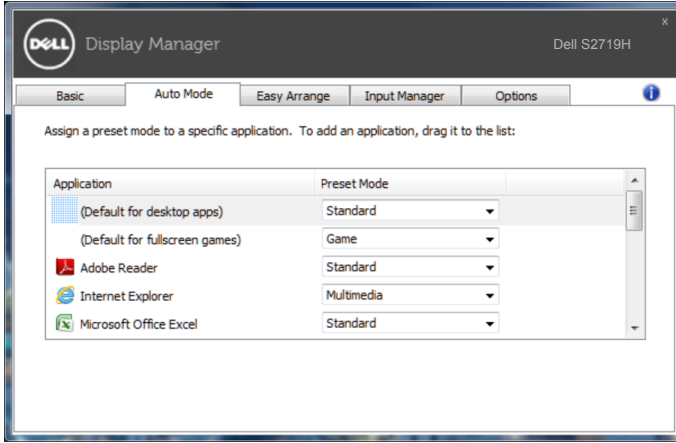 DELL Display Manager
x
Dell S2719H
Basic Auto Mode Easy Arrange Input Manager Options i
Assign a preset mode to a specific application. To add an application, drag it to the list:
Application Preset Mode
(Default for desktop apps) Standard
(Default for fullscreen games) Game
Adobe Reader Standard
Internet Explorer Multimedia
Microsoft Office Excel Standard